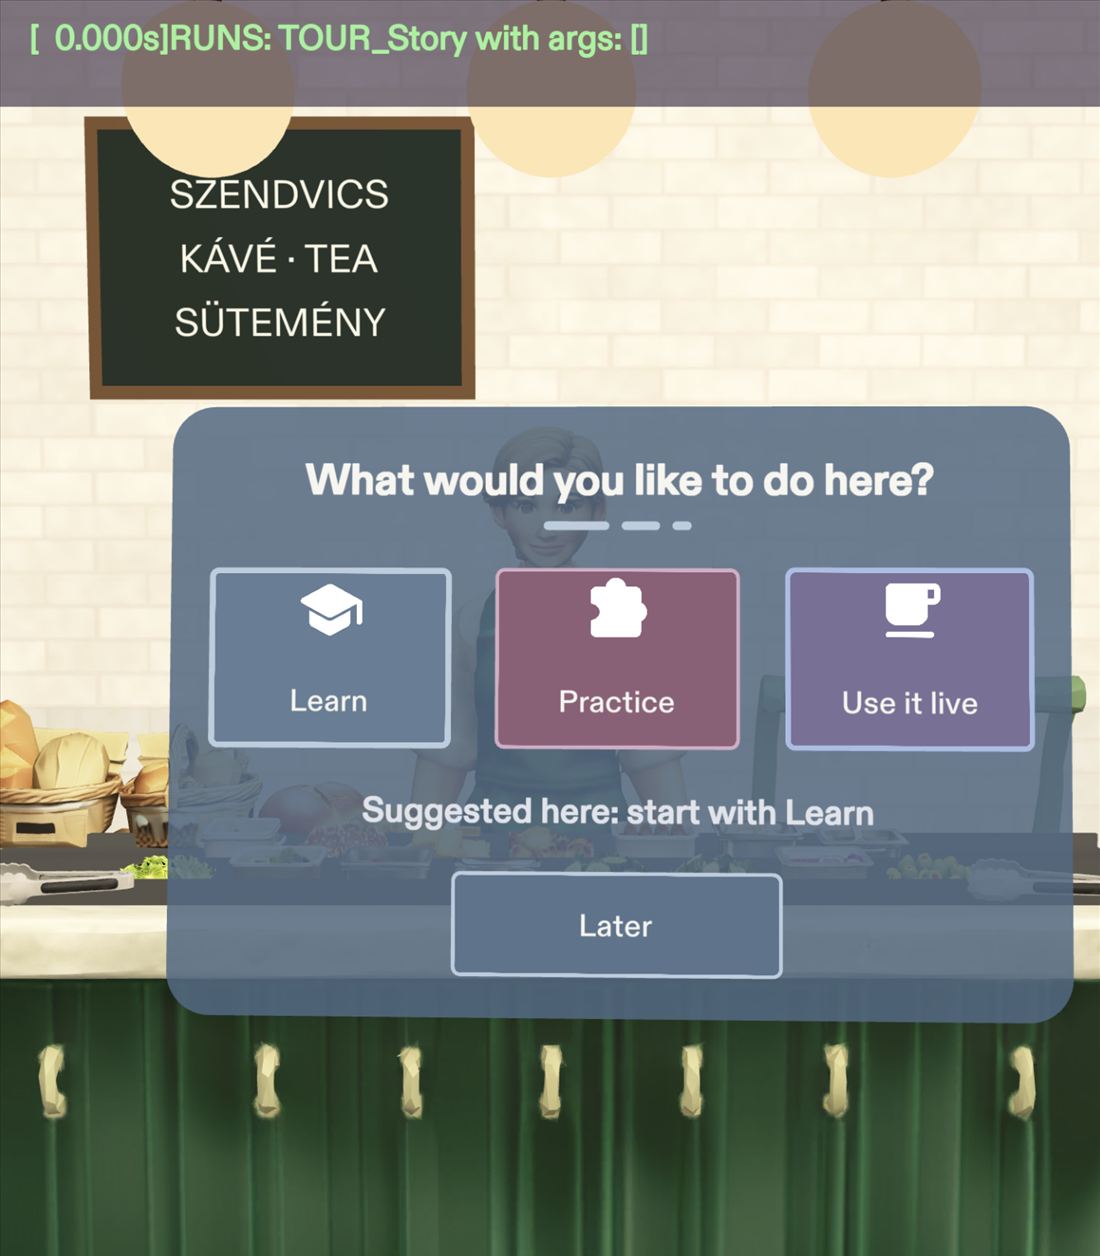 [  0.000s]RUNS: TOUR_Story with args: []
SZENDVICS
KÁVÉ · TEA
SÜTEMÉNY
What would you like to do here?
Learn
Practice
Use it live
Suggested here: start with Learn
Later